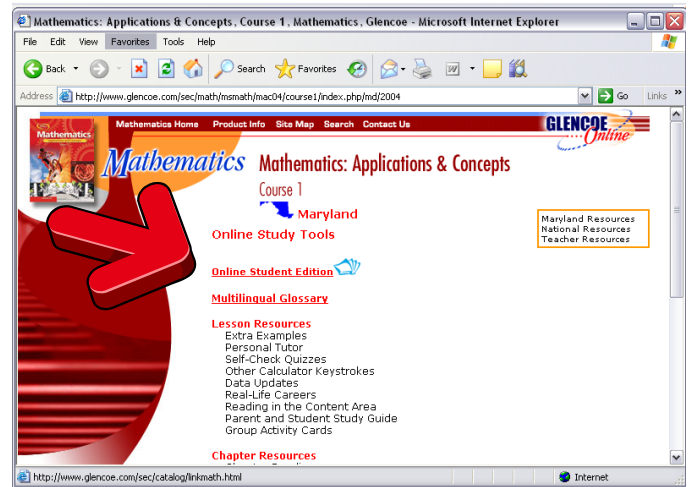 Mathematics: Applications & Concepts, Course 1, Mathematics, Glencoe - Microsoft Internet Explorer
File Edit View Favorites Tools Help
Back Search Favorites
Address http://www.glencoe.com/sec/math/msmath/mac04/course1/index.php/md/2004 Go Links »
Mathematics Home Product Info Site Map Search Contact Us
GLENCOE
Online
Mathematics
Mathematics Mathematics: Applications & Concepts
Course 1
Maryland
Online Study Tools
Maryland Resources
National Resources
Teacher Resources
Online Student Edition
Multilingual Glossary
Lesson Resources
Extra Examples
Personal Tutor
Self-Check Quizzes
Other Calculator Keystrokes
Data Updates
Real-Life Careers
Reading in the Content Area
Parent and Student Study Guide
Group Activity Cards
Chapter Resources
http://www.glencoe.com/sec/catalog/linkmath.html Internet